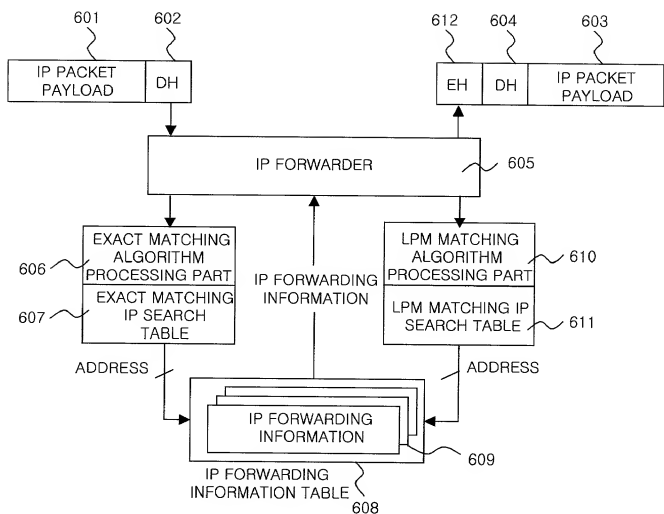 601
602
612
604
603
IP PACKET
PAYLOAD
DH
EH
DH
IP PACKET
PAYLOAD
IP FORWARDER
605
EXACT MATCHING
ALGORITHM
PROCESSING PART
606
EXACT MATCHING
IP SEARCH
TABLE
607
IP FORWARDING
INFORMATION
LPM MATCHING
ALGORITHM
PROCESSING PART
610
LPM MATCHING IP
SEARCH TABLE
611
ADDRESS
ADDRESS
IP FORWARDING
INFORMATION
609
IP FORWARDING
INFORMATION TABLE
608